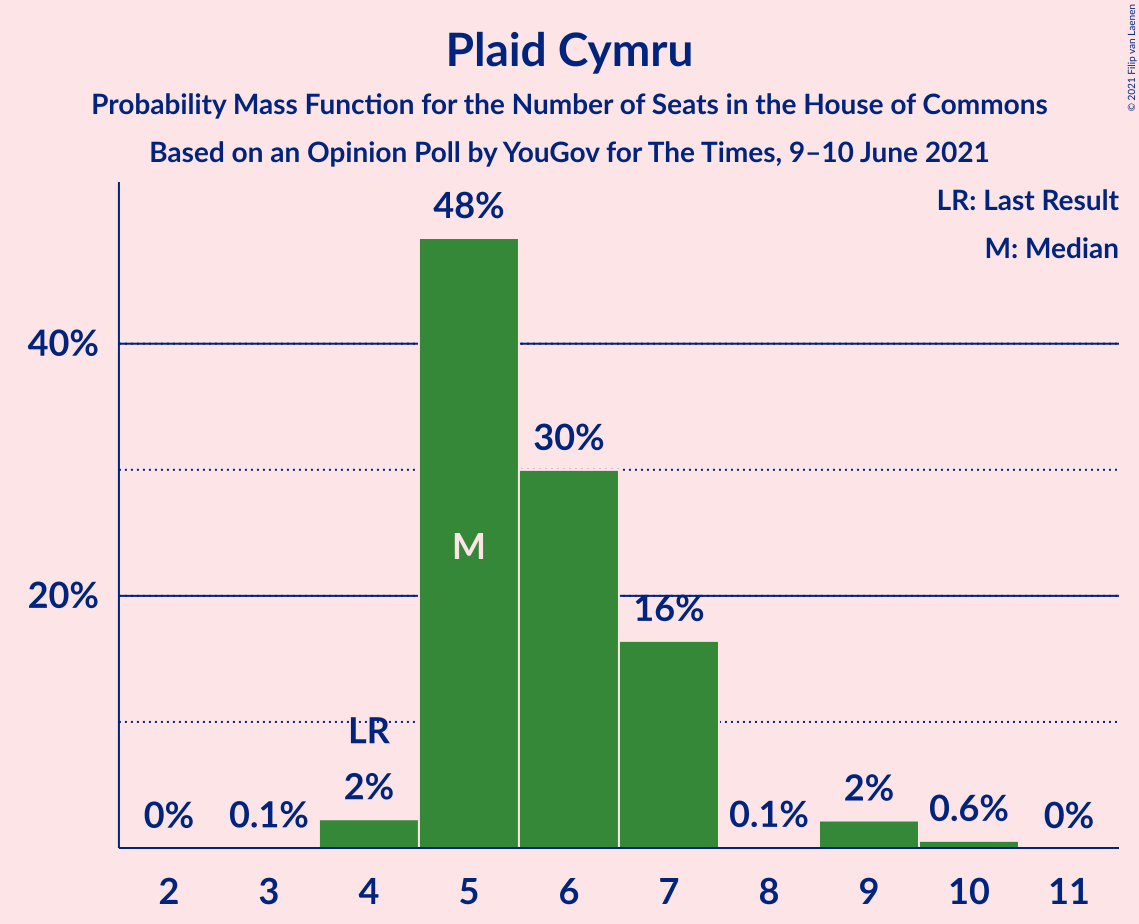 Plaid Cymru
Probability Mass Function for the Number of Seats in the House of Commons
Based on an Opinion Poll by YouGov for The Times, 9–10 June 2021
© 2021 Filip van Laenen
LR: Last Result
M: Median
48%
40%
30%
M
20%
16%
LR
0%
0.1%
2%
0.1%
2%
0.6%
0%
2 3 4 5 6 7 8 9 10 11